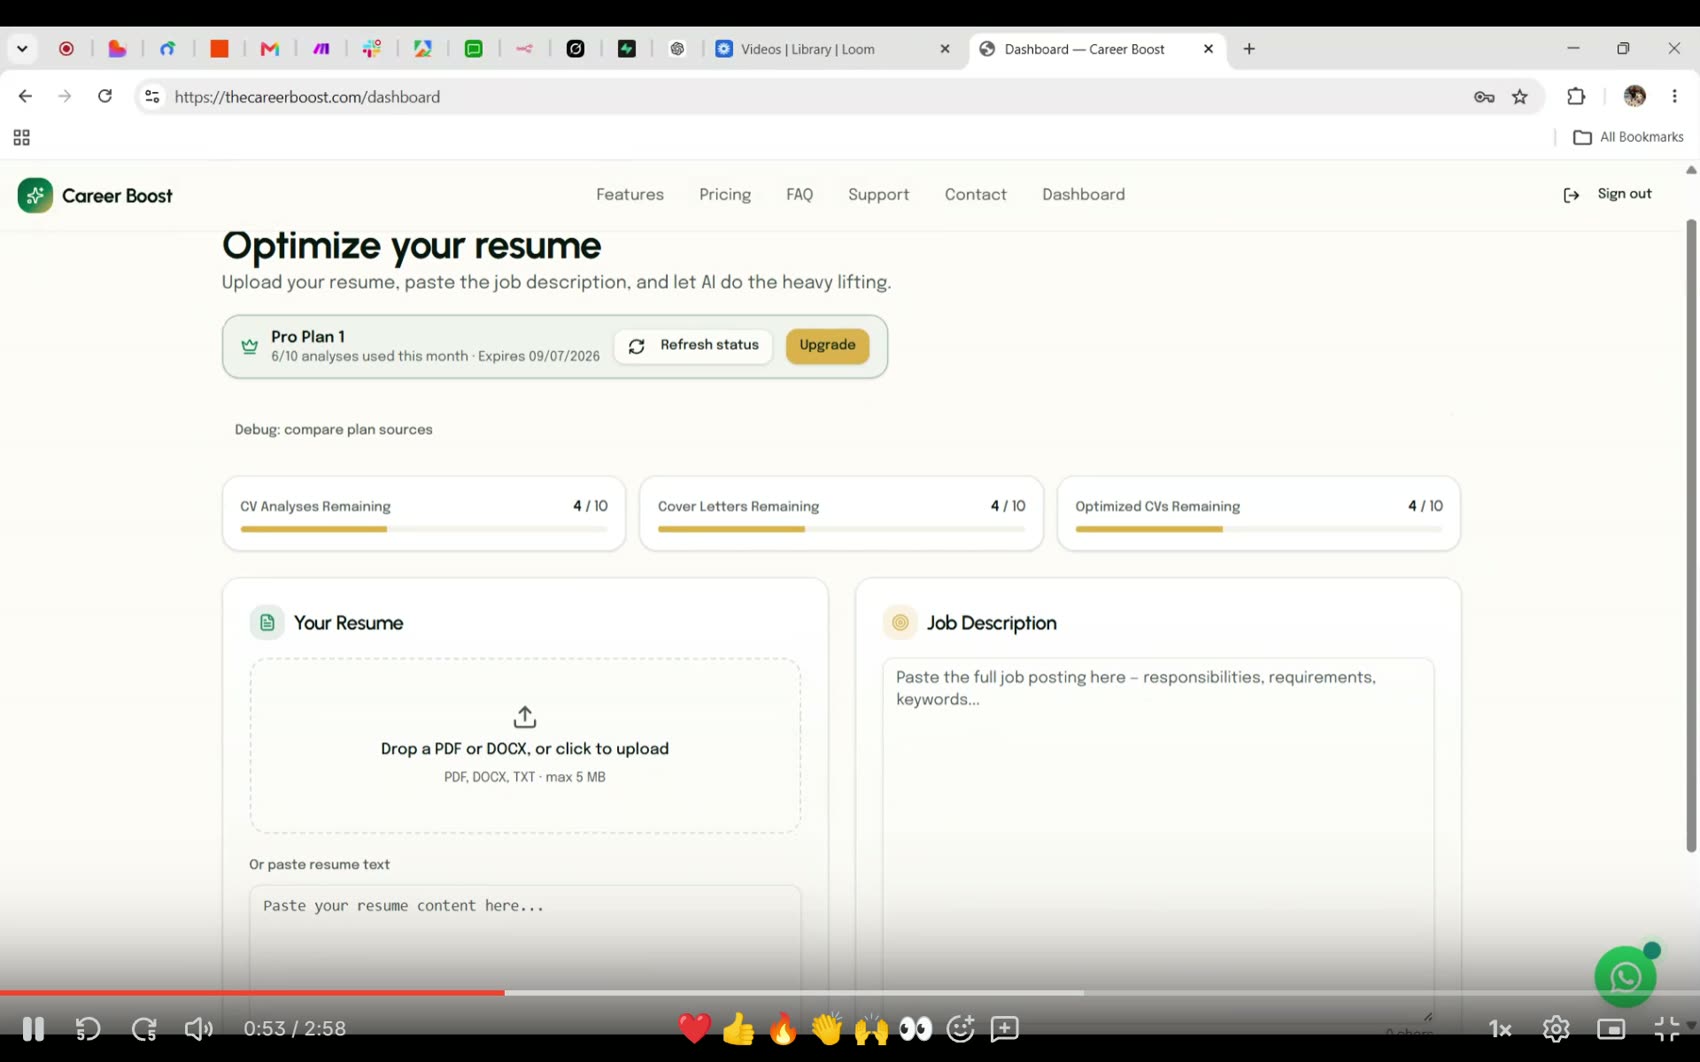 Videos | Library | Loom
Dashboard — Career Boost
https://thecareerboost.com/dashboard
All Bookmarks
Career Boost
Features
Pricing
FAQ
Support
Contact
Dashboard
Sign out
Optimize your resume
Upload your resume, paste the job description, and let AI do the heavy lifting.
Pro Plan 1
6/10 analyses used this month · Expires 09/07/2026
Refresh status
Upgrade
Debug: compare plan sources
CV Analyses Remaining
4 / 10
Cover Letters Remaining
4 / 10
Optimized CVs Remaining
4 / 10
Your Resume
Drop a PDF or DOCX, or click to upload
PDF, DOCX, TXT · max 5 MB
Or paste resume text
Paste your resume content here...
Job Description
Paste the full job posting here – responsibilities, requirements,
keywords...
0 chars
0:53 / 2:58
1x